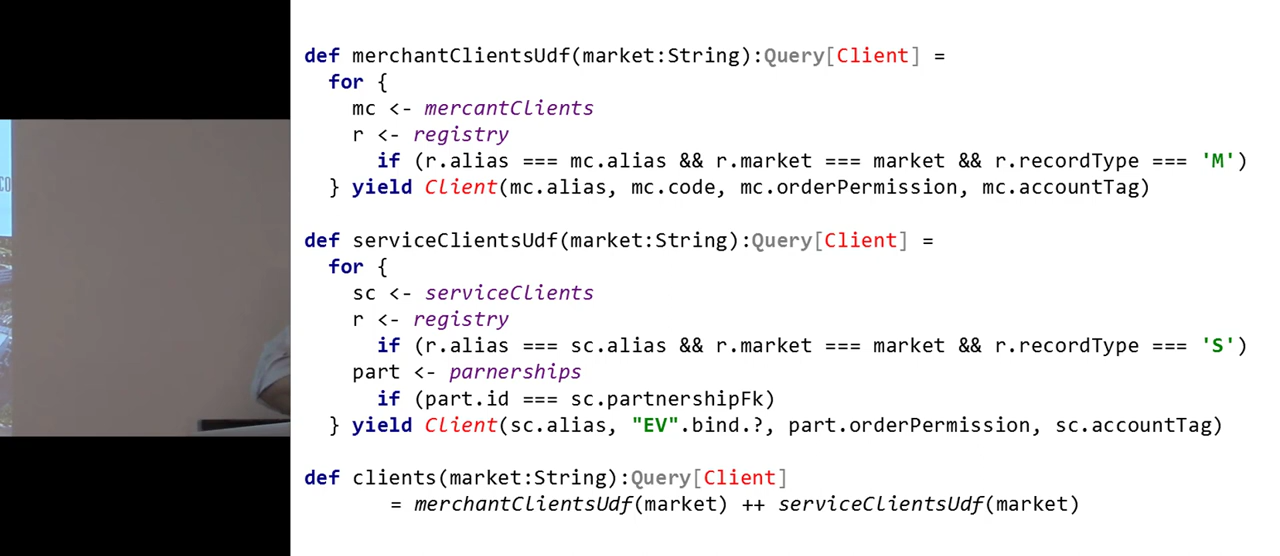 def merchantClientsUdf(market:String):Query[Client] =
for {
mc <- mercantClients
r <- registry
if (r.alias === mc.alias && r.market === market && r.recordType === 'M')
} yield Client(mc.alias, mc.code, mc.orderPermission, mc.accountTag)
def serviceClientsUdf(market:String):Query[Client] =
for {
sc <- serviceClients
r <- registry
if (r.alias === sc.alias && r.market === market && r.recordType === 'S')
part <- parnerships
if (part.id === sc.partnershipFk)
} yield Client(sc.alias, "EV".bind.?, part.orderPermission, sc.accountTag)
def clients(market:String):Query[Client]
= merchantClientsUdf(market) ++ serviceClientsUdf(market)